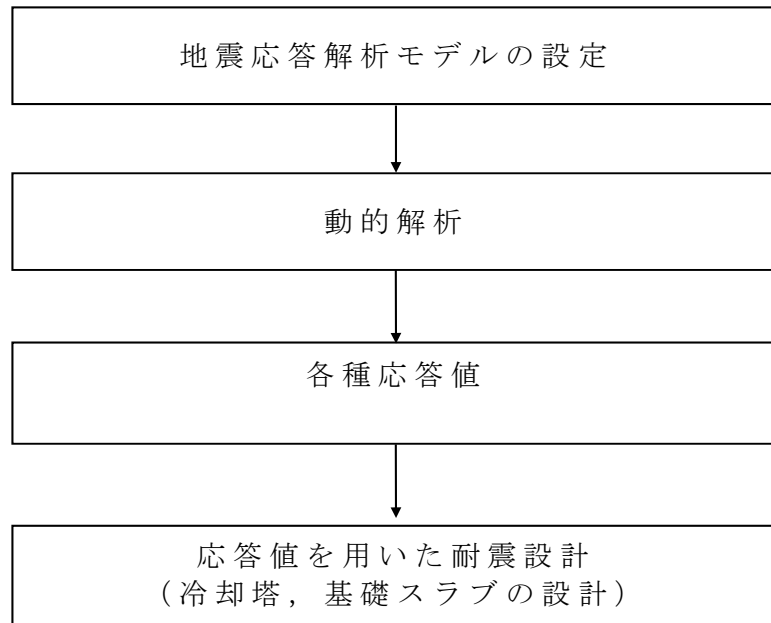 地震応答解析モデルの設定
動的解析
各種応答値
応答値を用いた耐震設計
（冷却塔，基礎スラブの設計）